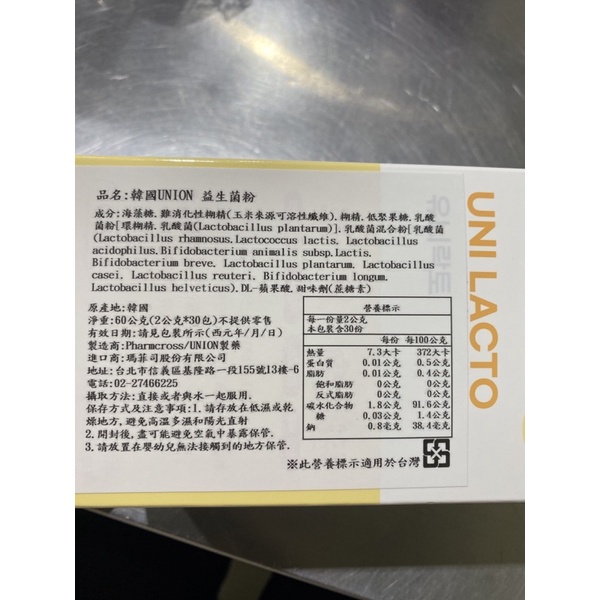 品名:韓國UNION 益生菌粉
成分:海藻糖.難消化性糊精(玉米來源可溶性纖維).糊精.低聚果糖.乳酸
菌粉[環糊精.乳酸菌(Lactobacillus plantarum)].乳酸菌混合粉[乳酸菌
(Lactobacillus rhamnosus.Lactococcus lactis. Lactobacillus
acidophilus.Bifidobacterium animalis subsp.Lactis.
Bifidobacterium breve. Lactobacillus plantarum. Lactobacillus
casei. Lactobacillus reuteri. Bifidobacterium longum.
Lactobacillus helveticus).DL-蘋果酸.甜味劑(蔗糖素)
原產地:韓國
淨重:60公克(2公克*30包)不提供零售
有效日期:請見包裝所示(西元年/月/日)
製造商:Pharmcross/UNION製藥
進口商:瑪菲司股份有限公司
地址:台北市信義區基隆路一段155號13樓-6
電話:02-27466225
攝取方法:直接或者與水一起服用.
保存方式及注意事項:1.請存放在低濕或乾
燥地方,避免高溫多濕和陽光直射
2.開封後,盡可能避免空氣中暴露保管.
3.請放置在嬰幼兒無法接觸到的地方保管.
營養標示
每一份量2公克
本包裝含30份
每份 每100公克
熱量 7.3大卡 372大卡
蛋白質 0.01公克 0.5公克
脂肪 0.01公克 0.4公克
飽和脂肪 0公克 0公克
反式脂肪 0公克 0公克
碳水化合物 1.8公克 91.6公克
糖 0.03公克 1.4公克
鈉 0.8毫克 38.4毫克
※此營養標示適用於台灣
UNI LACTO